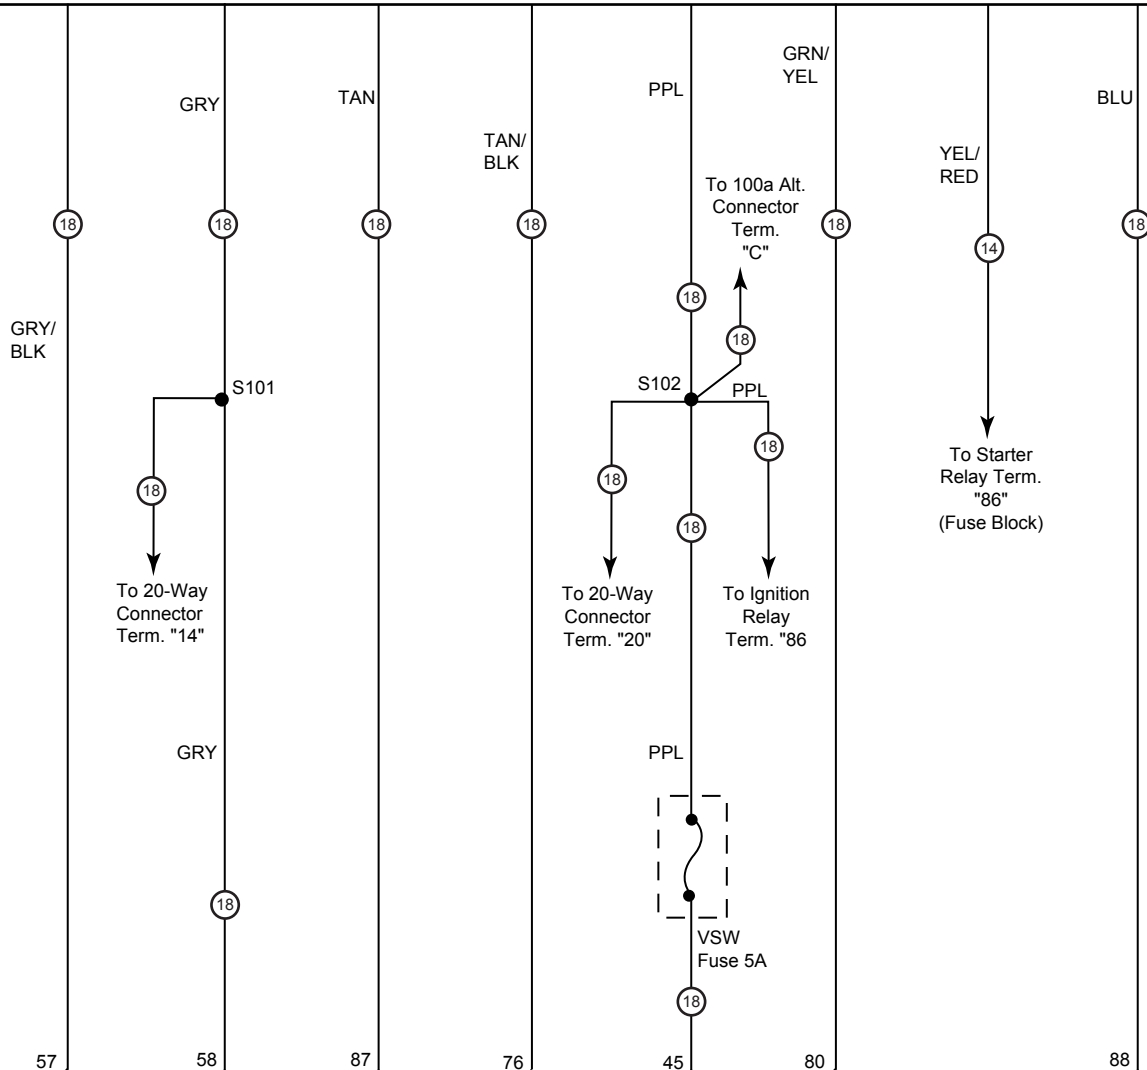 GRN/
YEL
GRY
TAN
PPL
BLU
TAN/
BLK
YEL/
RED
To 100a Alt.
Connector
Term.
"C"
18
18
18
18
18
18
14
18
18
GRY/
BLK
S101
S102
PPL
18
18
18
18
To Starter
Relay Term.
"86"
(Fuse Block)
To 20-Way
Connector
Term. "14"
To 20-Way
Connector
Term. "20"
To Ignition
Relay
Term. "86
GRY
PPL
18
VSW
Fuse 5A
18
57
58
87
76
45
80
88